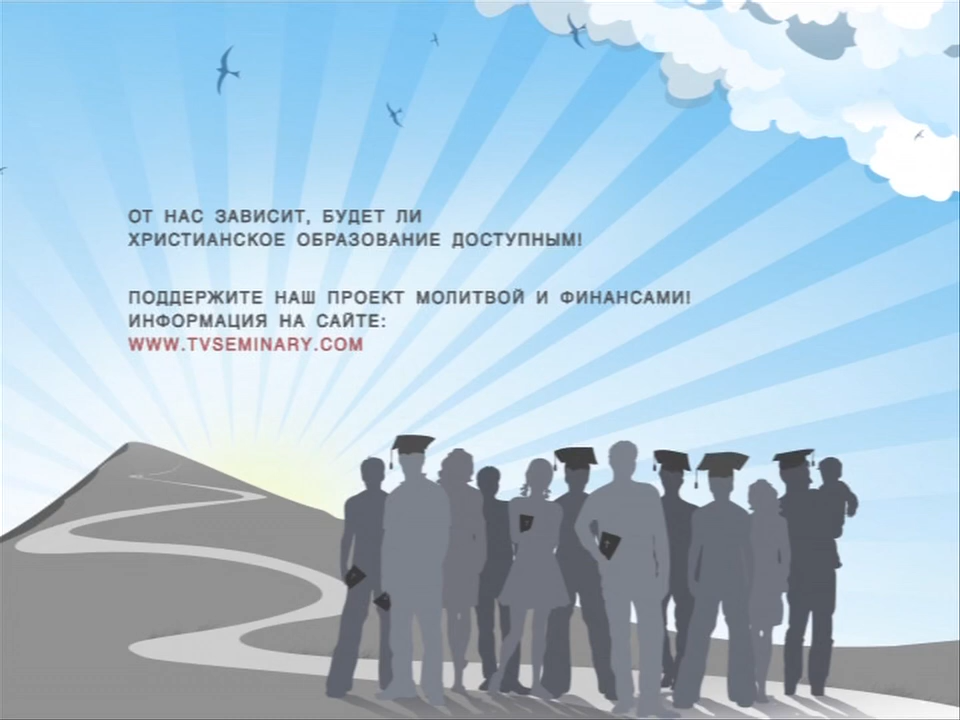 ОТ НАС ЗАВИСИТ, БУДЕТ ЛИ
ХРИСТИАНСКОЕ ОБРАЗОВАНИЕ ДОСТУПНЫМ!
ПОДДЕРЖИТЕ НАШ ПРОЕКТ МОЛИТВОЙ И ФИНАНСАМИ!
ИНФОРМАЦИЯ НА САЙТЕ:
WWW.TVSEMINARY.COM